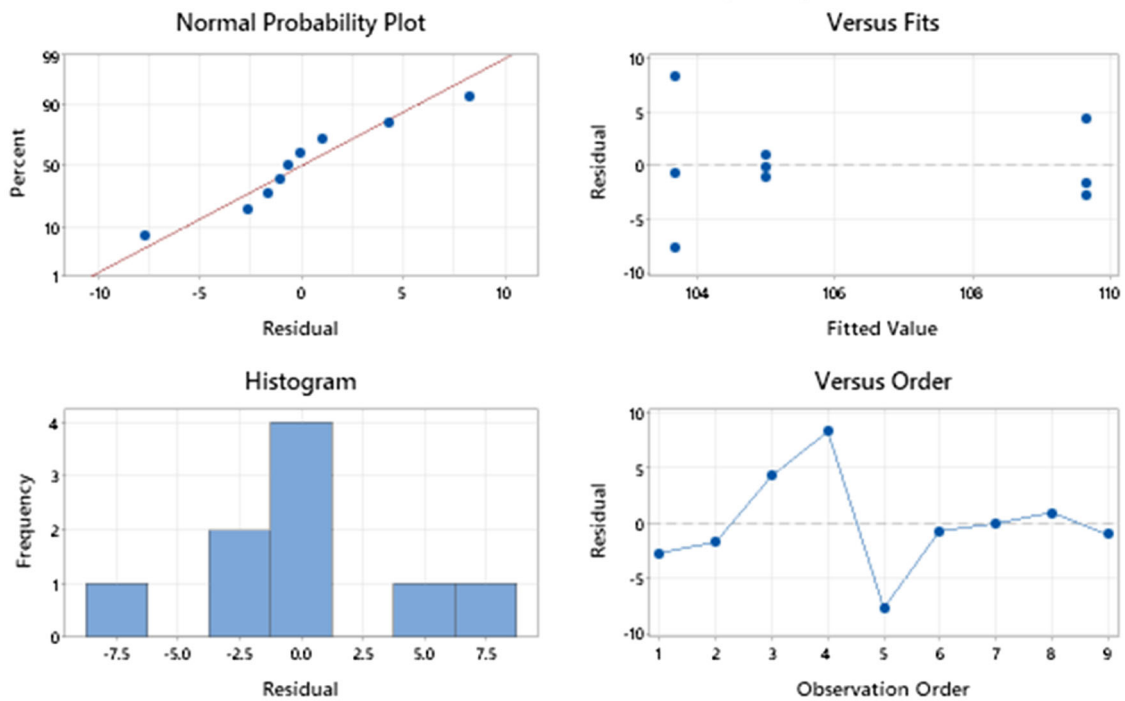 Normal Probability Plot
99
90
50
10
1
Percent
-10 -5 0 5 10
Residual
Versus Fits
10
5
0
-5
-10
Residual
104 106 108 110
Fitted Value
Histogram
4
3
2
1
0
Frequency
-7.5 -5.0 -2.5 0.0 2.5 5.0 7.5
Residual
Versus Order
10
5
0
-5
-10
Residual
1 2 3 4 5 6 7 8 9
Observation Order